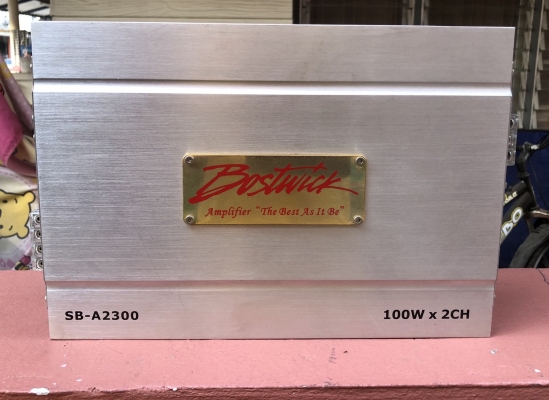 Bostwick
Amplifier "The Best As It Be"
SB-A2300
100W x 2CH